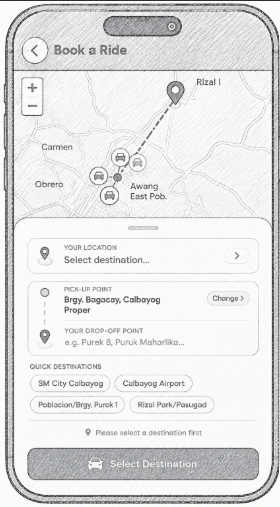 Book a Ride
Rizal I
+
−
Carmen
Obrero
Awang
East Pob.
YOUR LOCATION
Select destination...
PICK-UP POINT
Brgy. Bagacay, Calbayog
Proper
Change >
YOUR DROP-OFF POINT
e.g. Purek 8, Puruk Maharlika...
QUICK DESTINATIONS
SM City Calbayog
Calbayog Airport
Poblacion/Brgy. Purok 1
Rizal Park/Pasugad
Please select a destination first
Select Destination